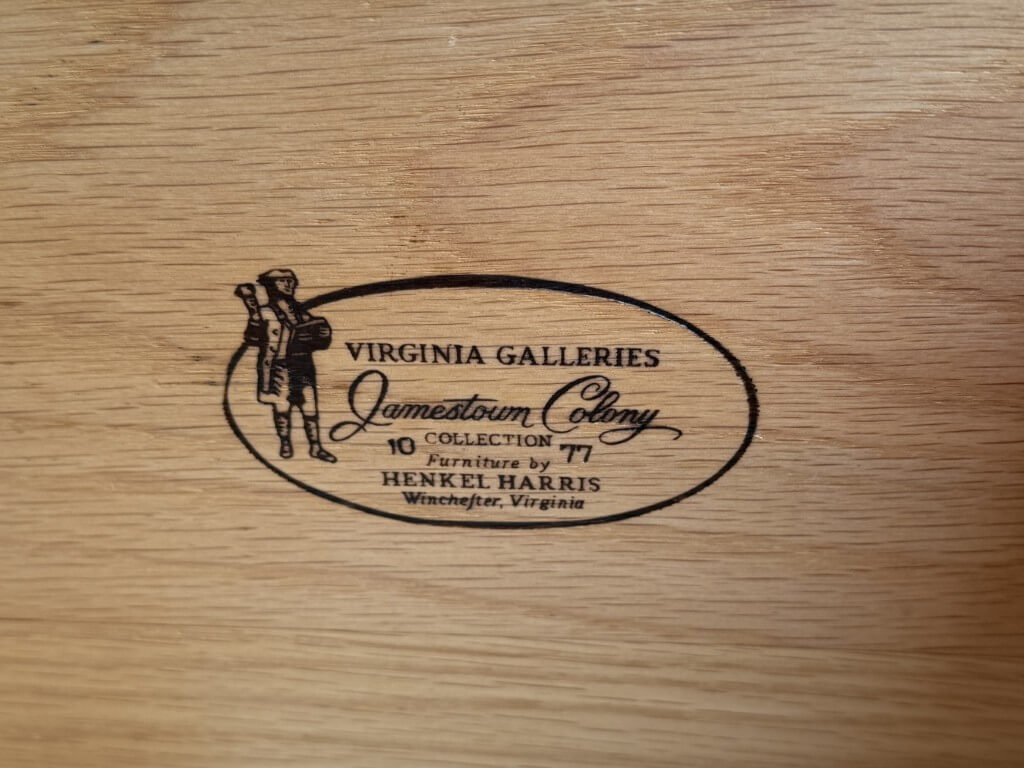 VIRGINIA GALLERIES
Jamestown Colony
10 COLLECTION 77
Furniture by
HENKEL HARRIS
Wincheſter, Virginia